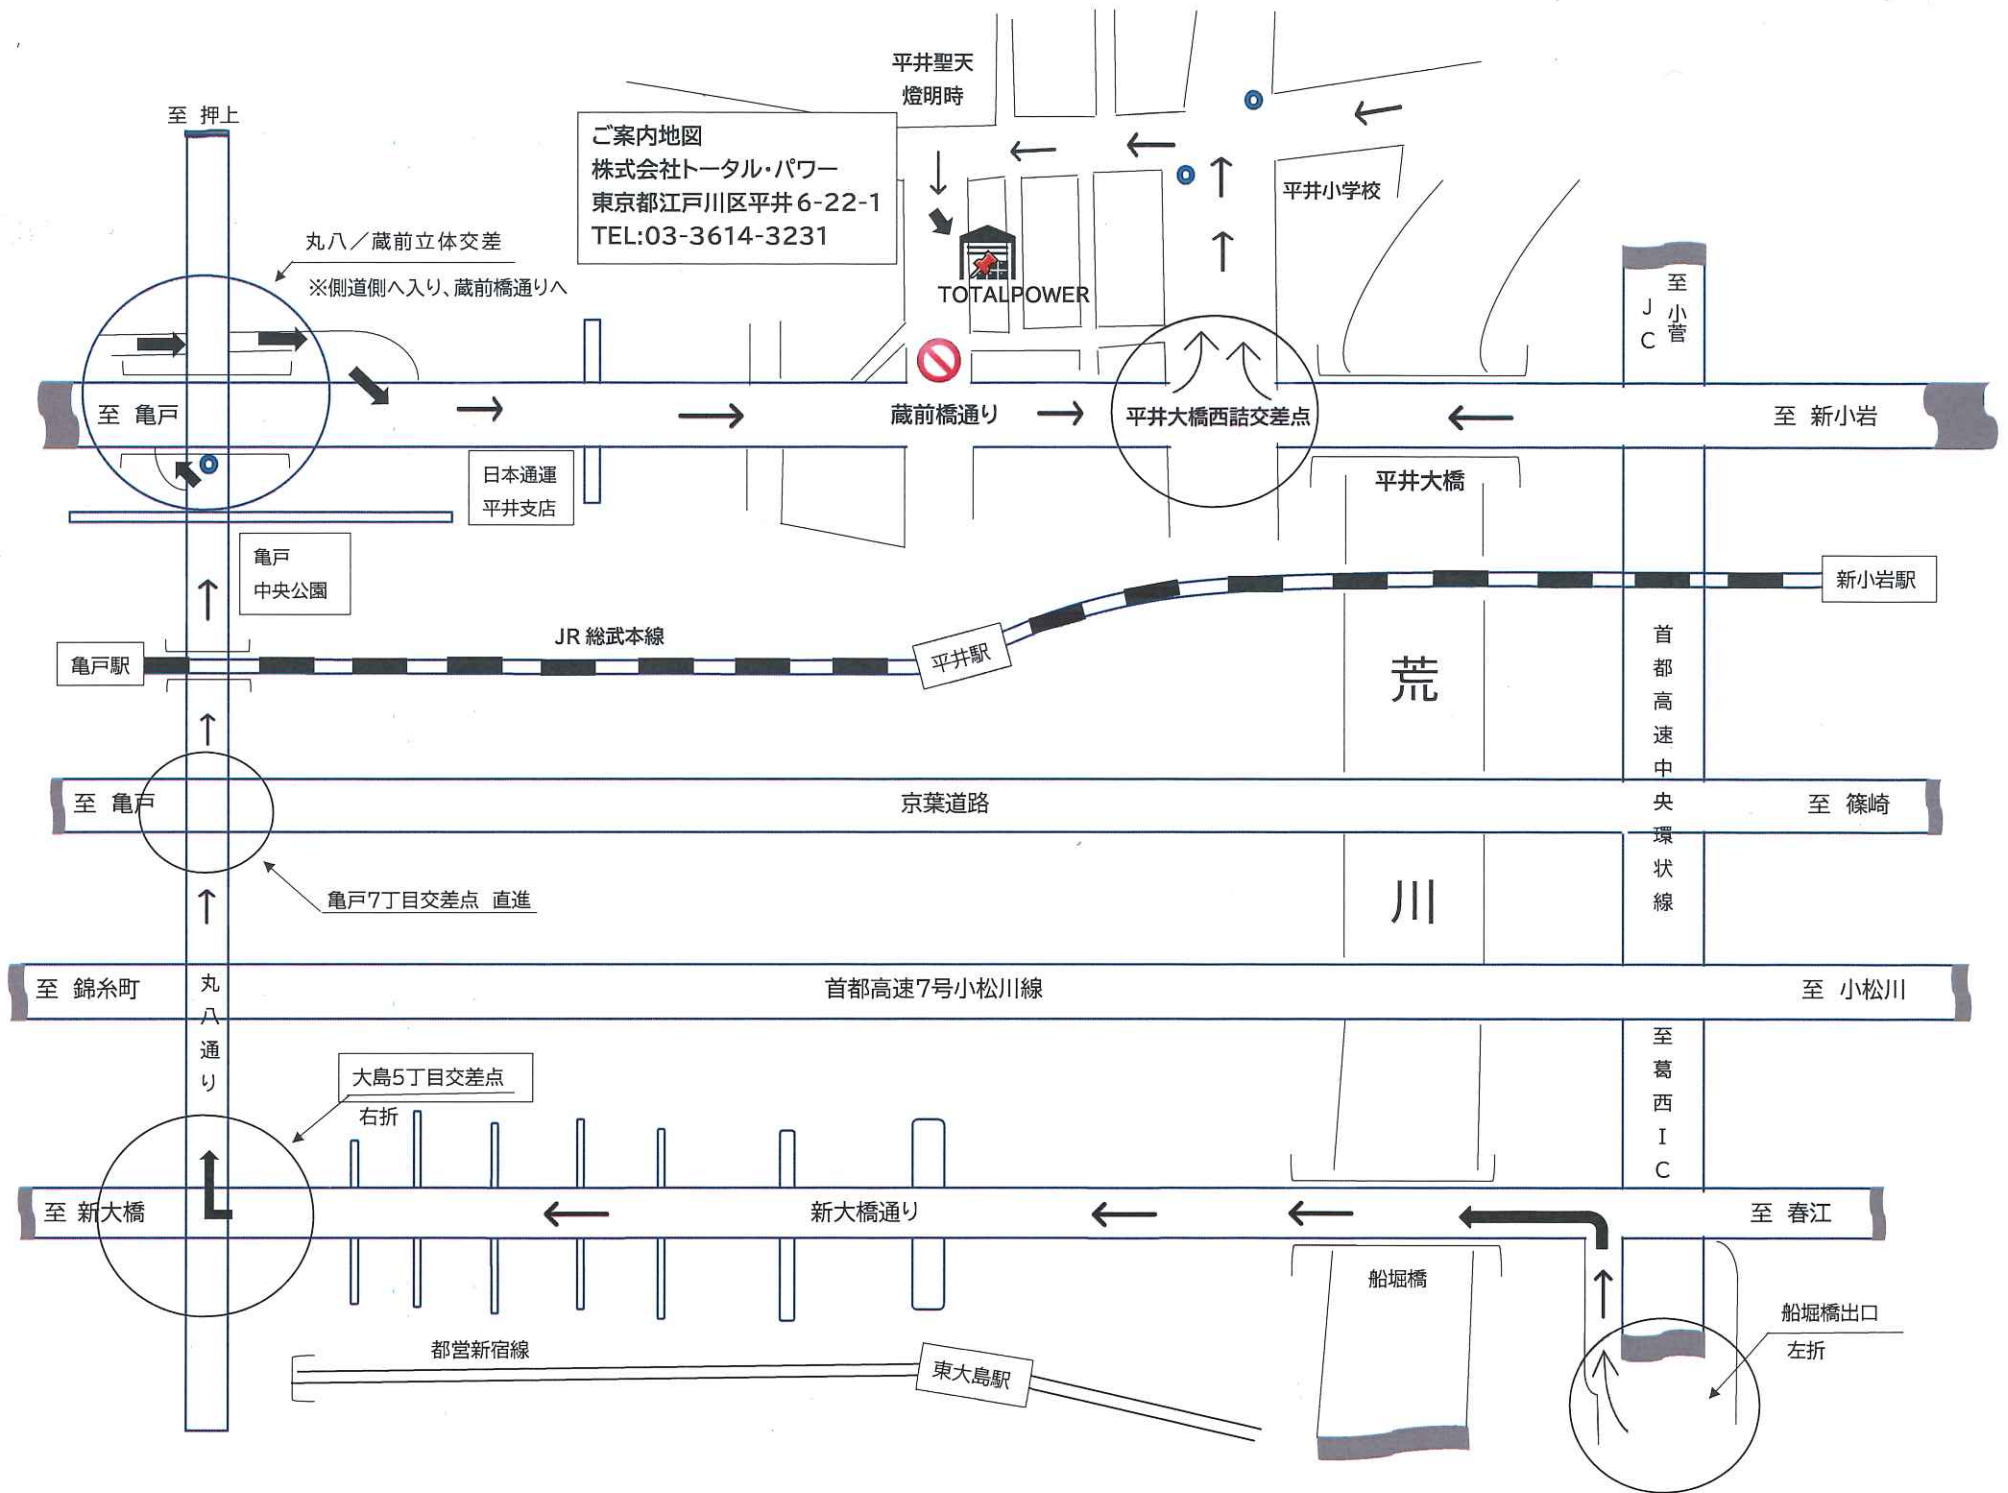 平井聖天
燈明時
至 押上
ご案内地図
株式会社トータル・パワー
東京都江戸川区平井6-22-1
TEL:03-3614-3231
平井小学校
丸八／蔵前立体交差
※側道側へ入り、蔵前橋通りへ
TOTALPOWER
至 小菅
JC
至 亀戸
蔵前橋通り
平井大橋西詰交差点
至 新小岩
日本通運
平井支店
平井大橋
亀戸
中央公園
新小岩駅
JR 総武本線
亀戸駅
平井駅
荒川
首都高速中央環状線
至 亀戸
京葉道路
至 篠崎
亀戸7丁目交差点 直進
至 錦糸町
丸八通り
首都高速7号小松川線
至 小松川
至葛西IC
大島5丁目交差点
右折
至 新大橋
新大橋通り
至 春江
船堀橋
船堀橋出口
左折
都営新宿線
東大島駅